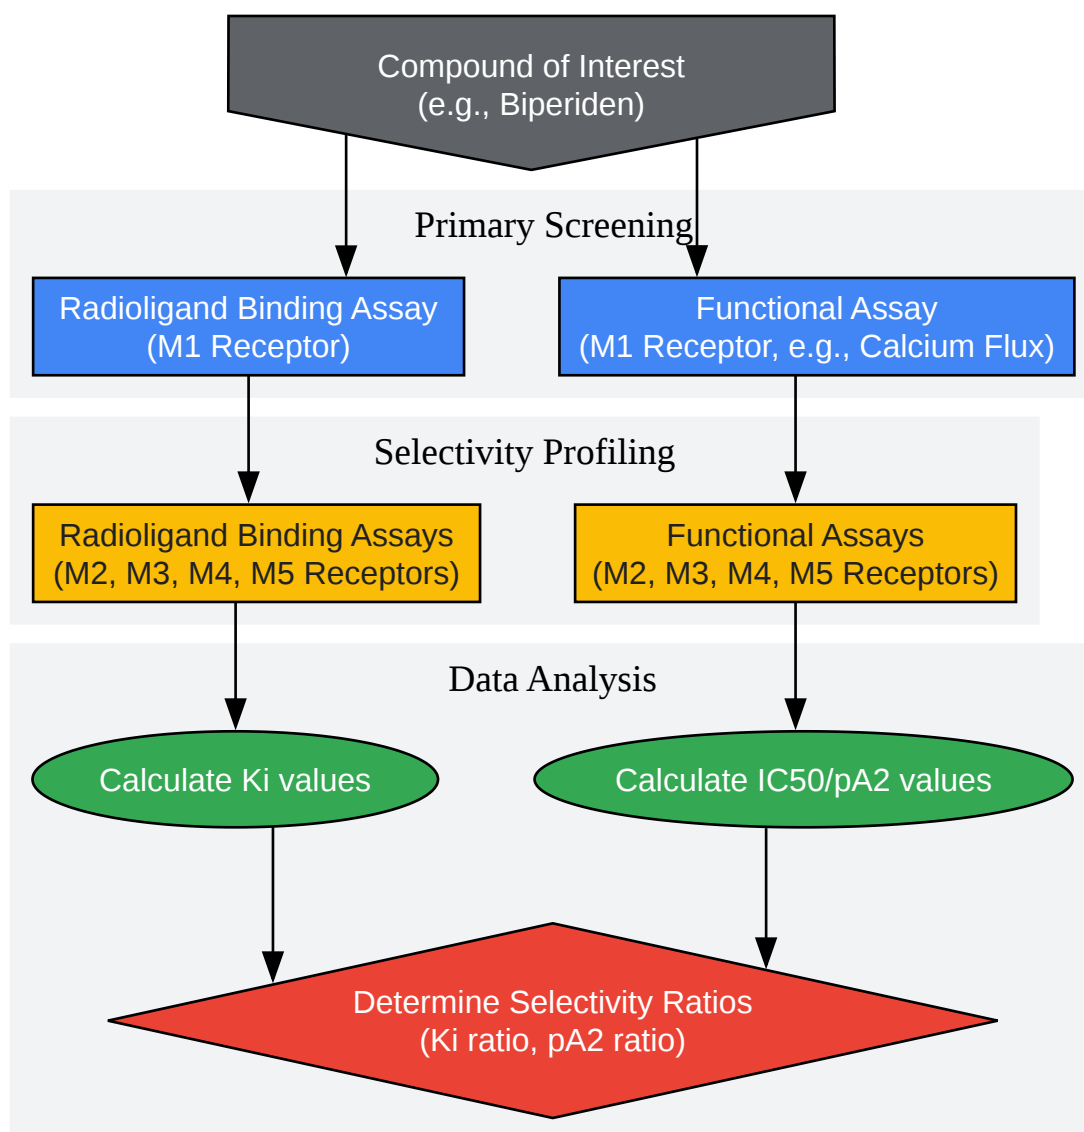 Compound of Interest
(e.g., Biperiden)
Primary Screening
Radioligand Binding Assay
(M1 Receptor)
Functional Assay
(M1 Receptor, e.g., Calcium Flux)
Selectivity Profiling
Radioligand Binding Assays
(M2, M3, M4, M5 Receptors)
Functional Assays
(M2, M3, M4, M5 Receptors)
Data Analysis
Calculate Ki values
Calculate IC50/pA2 values
Determine Selectivity Ratios
(Ki ratio, pA2 ratio)